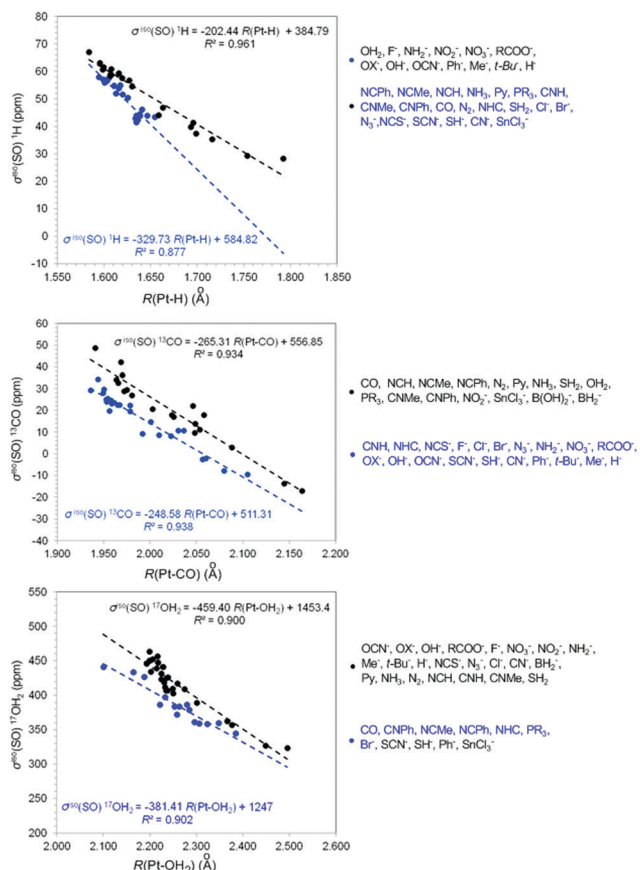 σⁱˢᵒ(SO) ¹H = -202.44 R(Pt-H) + 384.79
R² = 0.961
80
70
60
50
40
30
20
10
0
-10
σⁱˢᵒ(SO) ¹H (ppm)
σⁱˢᵒ(SO) ¹H = -329.73 R(Pt-H) + 584.82
R² = 0.877
1.550 1.600 1.650 1.700 1.750 1.800 1.850
R(Pt-H) (Å)
OH₂, F⁻, NH₂⁻, NO₂⁻, NO₃⁻, RCOO⁻,
OX⁻, OH⁻, OCN⁻, Ph⁻, Me⁻, t-Bu⁻, H⁻
NCPh, NCMe, NCH, NH₃, Py, PR₃, CNH,
CNMe, CNPh, CO, N₂, NHC, SH₂, Cl⁻, Br⁻,
N₃⁻,NCS⁻, SCN⁻, SH⁻, CN⁻, SnCl₃⁻
σⁱˢᵒ(SO) ¹³CO = -265.31 R(Pt-CO) + 556.85
R² = 0.934
60
50
40
30
20
10
0
-10
-20
-30
-40
σⁱˢᵒ(SO) ¹³CO (ppm)
σⁱˢᵒ(SO) ¹³CO = -248.58 R(Pt-CO) + 511.31
R² = 0.938
1.900 1.950 2.000 2.050 2.100 2.150 2.200
R(Pt-CO) (Å)
CO, NCH, NCMe, NCPh, N₂, Py, NH₃, SH₂, OH₂,
PR₃, CNMe, CNPh, NO₂⁻, SnCl₃⁻, B(OH)₂⁻, BH₂⁻
CNH, NHC, NCS⁻, F⁻, Cl⁻, Br⁻, N₃⁻, NH₂⁻, NO₃⁻, RCOO⁻,
OX⁻, OH⁻, OCN⁻, SCN⁻, SH⁻, CN⁻, Ph⁻, t-Bu⁻, Me⁻, H⁻
σⁱˢᵒ(SO) ¹⁷OH₂ = -459.40 R(Pt-OH₂) + 1453.4
R² = 0.900
550
500
450
400
350
300
250
200
σⁱˢᵒ(SO) ¹⁷OH₂ (ppm)
σⁱˢᵒ(SO) ¹⁷OH₂ = -381.41 R(Pt-OH₂) + 1247
R² = 0.902
2.000 2.100 2.200 2.300 2.400 2.500 2.600
R(Pt-OH₂) (Å)
OCN⁻, OX⁻, OH⁻, RCOO⁻, F⁻, NO₃⁻, NO₂⁻, NH₂⁻,
Me⁻, t-Bu⁻, H⁻, NCS⁻, N₃⁻, Cl⁻, CN⁻, BH₂⁻,
Py, NH₃, N₂, NCH, CNH, CNMe, SH₂
CO, CNPh, NCMe, NCPh, NHC, PR₃,
Br⁻, SCN⁻, SH⁻, Ph⁻, SnCl₃⁻